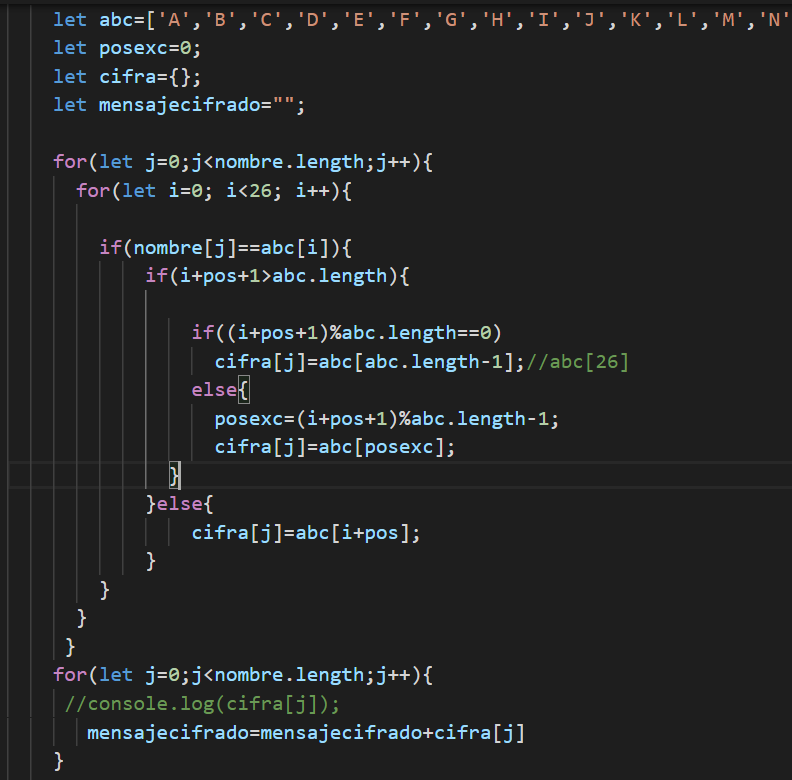 let abc=['A','B','C','D','E','F','G','H','I','J','K','L','M','N'
let posexc=0;
let cifra={};
let mensajecifrado="";
for(let j=0;j<nombre.length;j++){
for(let i=0; i<26; i++){
if(nombre[j]==abc[i]){
if(i+pos+1>abc.length){
if((i+pos+1)%abc.length==0)
cifra[j]=abc[abc.length-1];//abc[26]
else{
posexc=(i+pos+1)%abc.length-1;
cifra[j]=abc[posexc];
}
}else{
cifra[j]=abc[i+pos];
}
}
}
}
for(let j=0;j<nombre.length;j++){
//console.log(cifra[j]);
mensajecifrado=mensajecifrado+cifra[j]
}